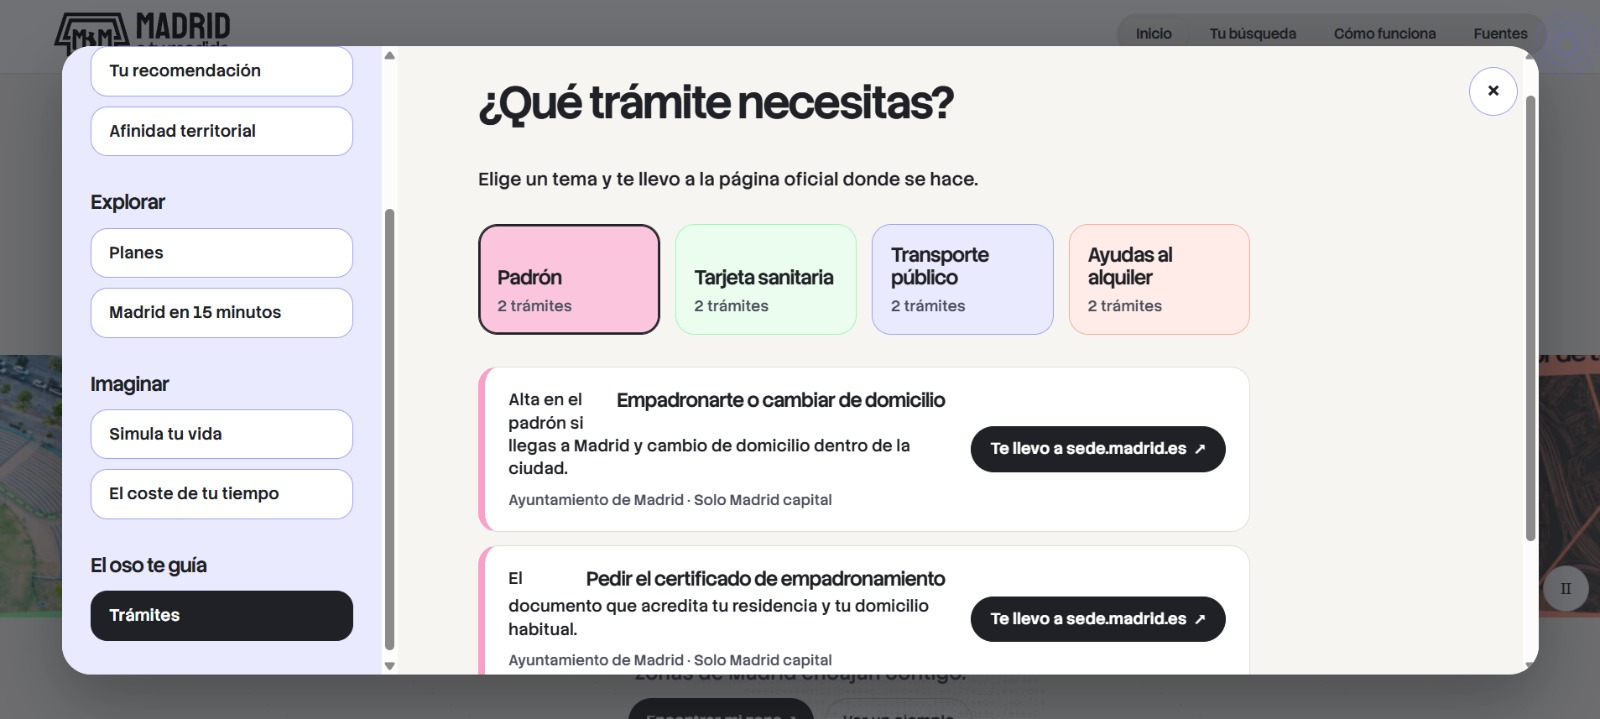 MADRID
Inicio
Tu búsqueda
Cómo funciona
Fuentes
Tu recomendación
Afinidad territorial
Explorar
Planes
Madrid en 15 minutos
Imaginar
Simula tu vida
El coste de tu tiempo
El oso te guía
Trámites
¿Qué trámite necesitas?
×
Elige un tema y te llevo a la página oficial donde se hace.
Padrón
2 trámites
Tarjeta sanitaria
2 trámites
Transporte
público
2 trámites
Ayudas al
alquiler
2 trámites
Empadronarte o cambiar de domicilio
Alta en el
padrón si
llegas a Madrid y cambio de domicilio dentro de la
ciudad.
Ayuntamiento de Madrid · Solo Madrid capital
Te llevo a sede.madrid.es ↗
Pedir el certificado de empadronamiento
El
documento que acredita tu residencia y tu domicilio
habitual.
Ayuntamiento de Madrid · Solo Madrid capital
Te llevo a sede.madrid.es ↗
zonas de Madrid encajan contigo.